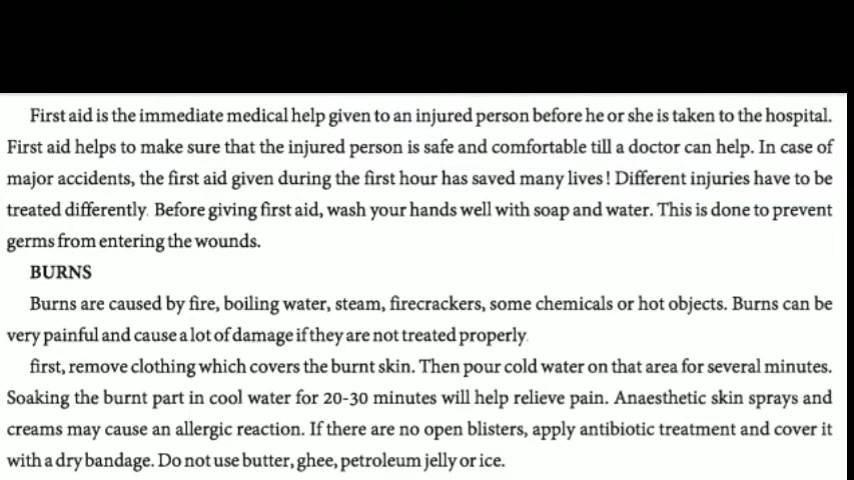 First aid is the immediate medical help given to an injured person before he or she is taken to the hospital.
First aid helps to make sure that the injured person is safe and comfortable till a doctor can help. In case of
major accidents, the first aid given during the first hour has saved many lives! Different injuries have to be
treated differently. Before giving first aid, wash your hands well with soap and water. This is done to prevent
germs from entering the wounds.
BURNS
Burns are caused by fire, boiling water, steam, firecrackers, some chemicals or hot objects. Burns can be
very painful and cause a lot of damage if they are not treated properly.
first, remove clothing which covers the burnt skin. Then pour cold water on that area for several minutes.
Soaking the burnt part in cool water for 20-30 minutes will help relieve pain. Anaesthetic skin sprays and
creams may cause an allergic reaction. If there are no open blisters, apply antibiotic treatment and cover it
with a dry bandage. Do not use butter, ghee, petroleum jelly or ice.